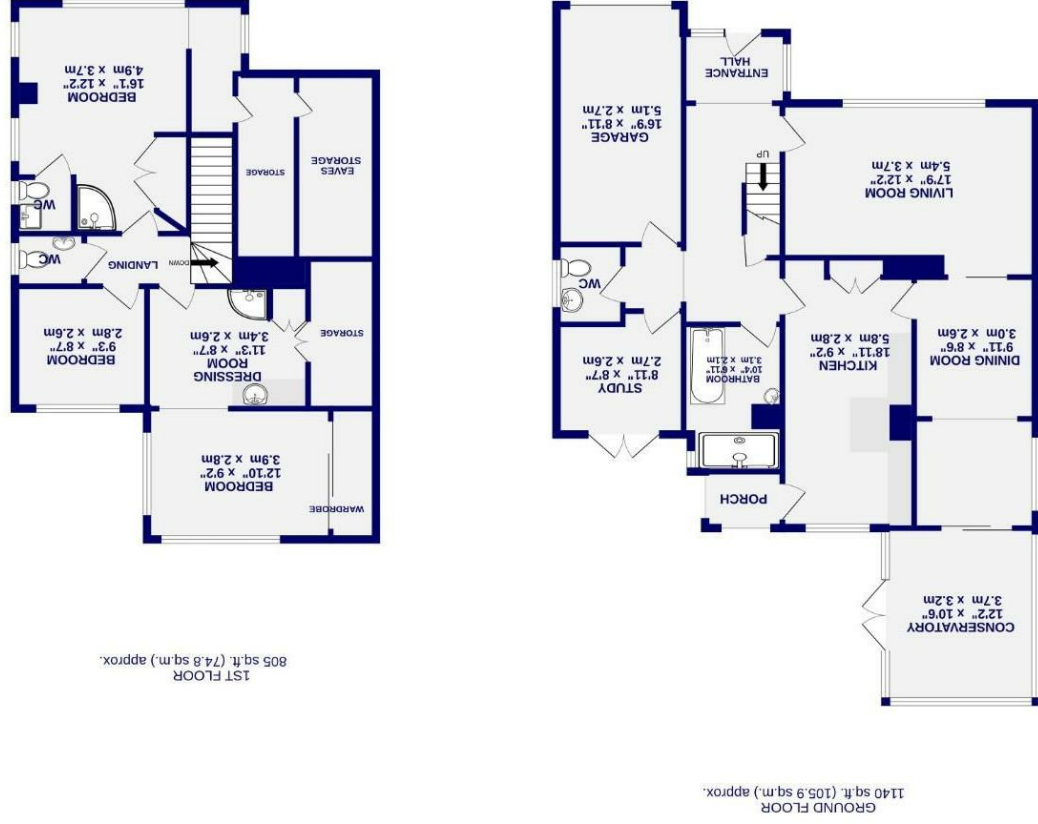 GROUND FLOOR
1140 sq.ft. (105.9 sq.m.) approx.
CONSERVATORY
12'2" x 10'6"
3.7m x 3.2m
PORCH
DINING ROOM
9'11" x 8'6"
3.0m x 2.6m
KITCHEN
18'11" x 9'2"
5.8m x 2.8m
BATHROOM
10'4" x 6'11"
3.1m x 2.1m
STUDY
8'11" x 8'7"
2.7m x 2.6m
WC
LIVING ROOM
17'9" x 12'2"
5.4m x 3.7m
UP
GARAGE
16'9" x 8'11"
5.1m x 2.7m
ENTRANCE
HALL
1ST FLOOR
805 sq.ft. (74.8 sq.m.) approx.
WARDROBE
BEDROOM
12'10" x 9'2"
3.9m x 2.8m
DRESSING
ROOM
11'3" x 8'7"
3.4m x 2.6m
BEDROOM
9'3" x 8'7"
2.8m x 2.6m
STORAGE
DOWN
LANDING
WC
WC
EAVES
STORAGE
STORAGE
BEDROOM
16'1" x 12'2"
4.9m x 3.7m